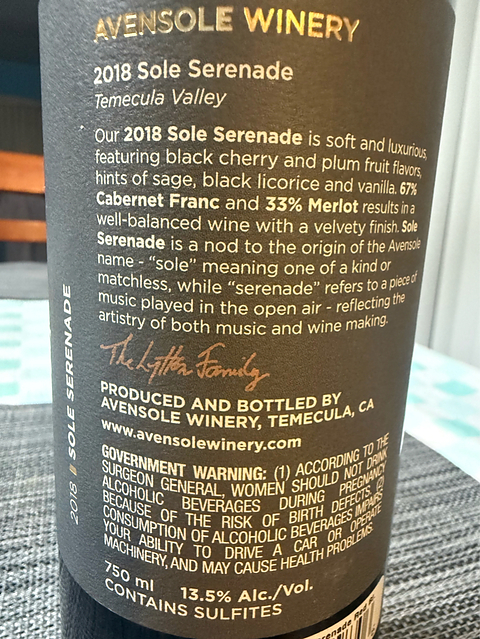 AVENSOLE WINERY
2018 Sole Serenade
Temecula Valley
Our 2018 Sole Serenade is soft and luxurious,
featuring black cherry and plum fruit flavors,
hints of sage, black licorice and vanilla. 67%
Cabernet Franc and 33% Merlot results in a
well-balanced wine with a velvety finish. Sole
Serenade is a nod to the origin of the Avensole
name - “sole” meaning one of a kind or
matchless, while “serenade” refers to a piece of
music played in the open air - reflecting the
artistry of both music and wine making.
The Lytton Family
PRODUCED AND BOTTLED BY
AVENSOLE WINERY, TEMECULA, CA
www.avensolewinery.com
GOVERNMENT WARNING: (1) ACCORDING TO THE
SURGEON GENERAL, WOMEN SHOULD NOT DRINK
ALCOHOLIC BEVERAGES DURING PREGNANCY
BECAUSE OF THE RISK OF BIRTH DEFECTS. (2)
CONSUMPTION OF ALCOHOLIC BEVERAGES IMPAIRS
YOUR ABILITY TO DRIVE A CAR OR OPERATE
MACHINERY, AND MAY CAUSE HEALTH PROBLEMS.
750 ml 13.5% Alc./Vol.
CONTAINS SULFITES
2018 // SOLE SERENADE